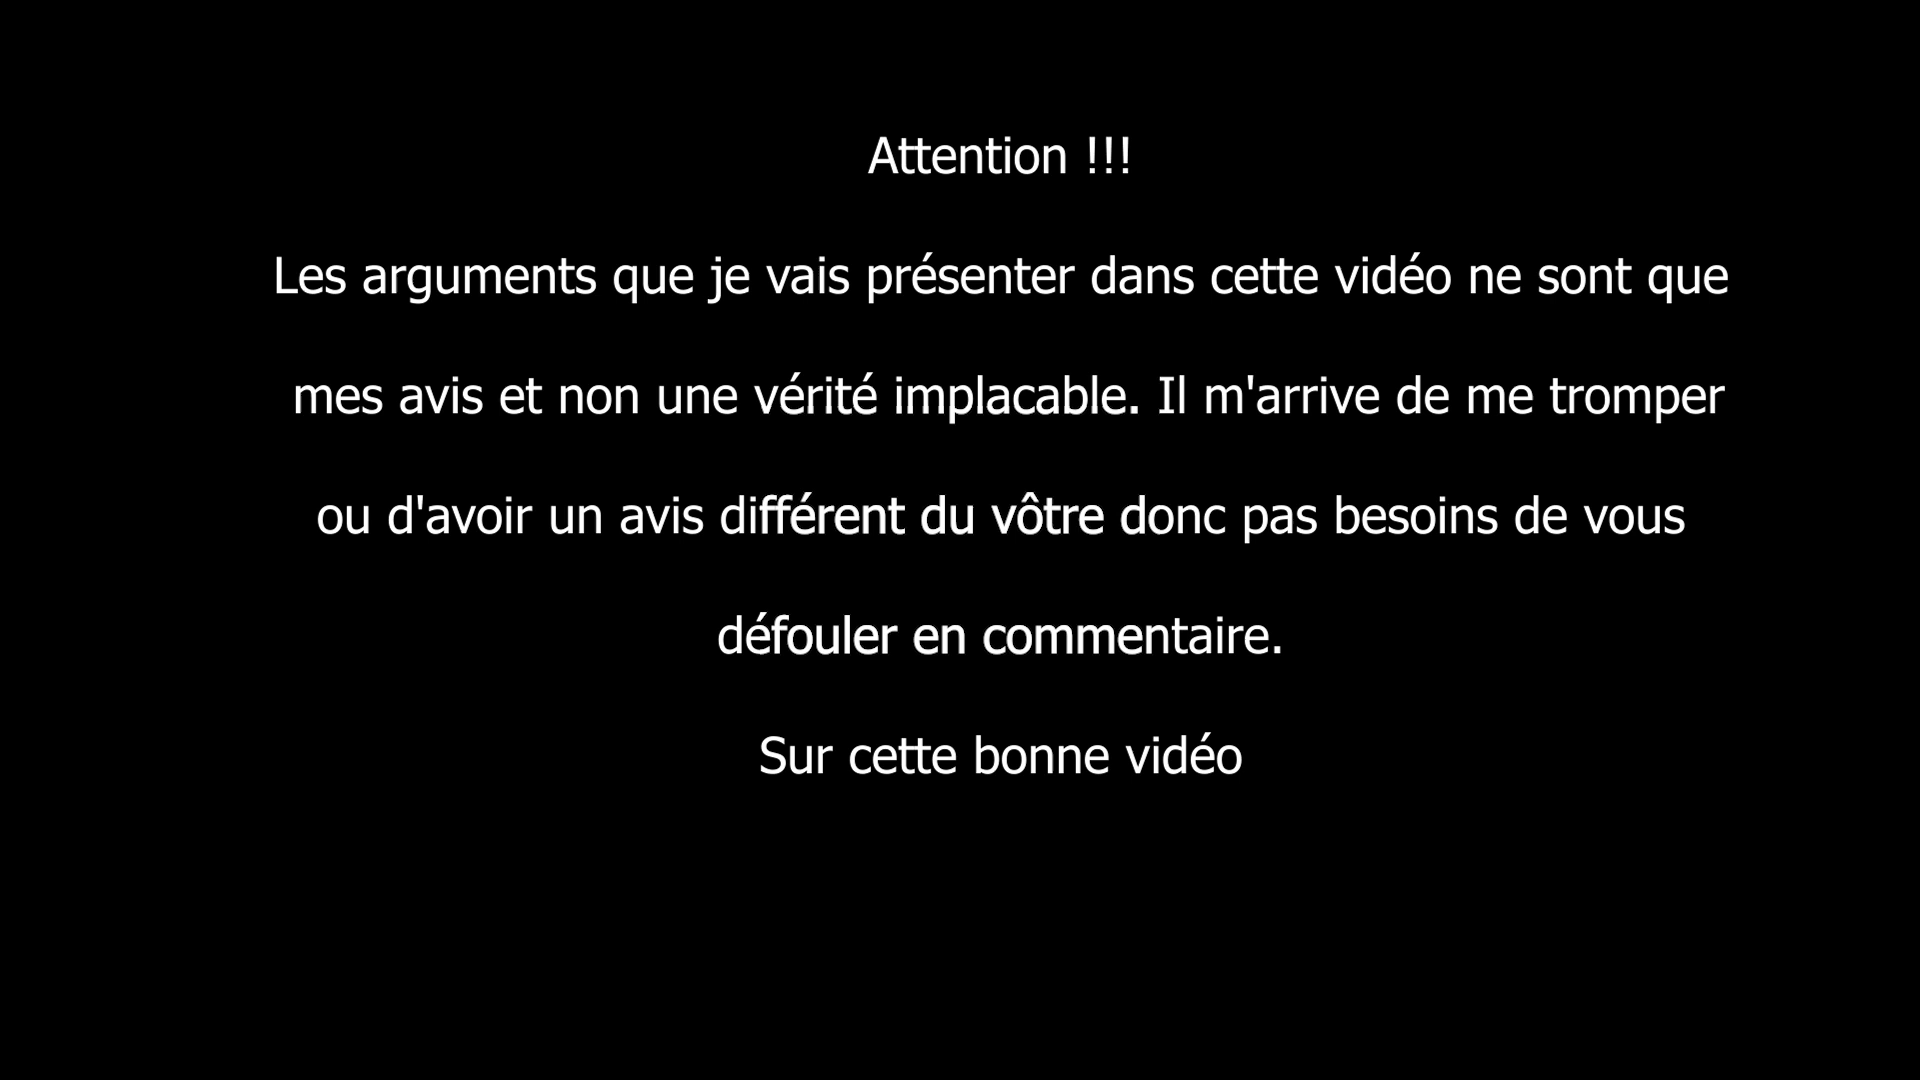 Attention !!!
Les arguments que je vais présenter dans cette vidéo ne sont que
mes avis et non une vérité implacable. Il m'arrive de me tromper
ou d'avoir un avis différent du vôtre donc pas besoins de vous
défouler en commentaire.
Sur cette bonne vidéo